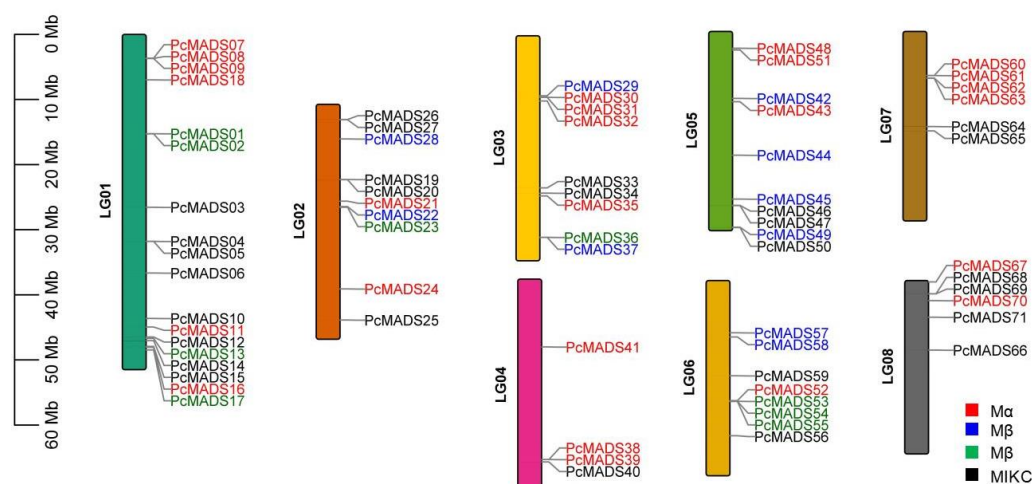 0 Mb
10 Mb
20 Mb
30 Mb
40 Mb
50 Mb
60 Mb
LG01
PcMADS07
PcMADS08
PcMADS09
PcMADS18
PcMADS01
PcMADS02
PcMADS03
PcMADS04
PcMADS05
PcMADS06
PcMADS10
PcMADS11
PcMADS12
PcMADS13
PcMADS14
PcMADS15
PcMADS16
PcMADS17
LG02
PcMADS26
PcMADS27
PcMADS28
PcMADS19
PcMADS20
PcMADS21
PcMADS22
PcMADS23
PcMADS24
PcMADS25
LG03
PcMADS29
PcMADS30
PcMADS31
PcMADS32
PcMADS33
PcMADS34
PcMADS35
PcMADS36
PcMADS37
LG04
PcMADS41
PcMADS38
PcMADS39
PcMADS40
LG05
PcMADS48
PcMADS51
PcMADS42
PcMADS43
PcMADS44
PcMADS45
PcMADS46
PcMADS47
PcMADS49
PcMADS50
LG06
PcMADS57
PcMADS58
PcMADS59
PcMADS52
PcMADS53
PcMADS54
PcMADS55
PcMADS56
LG07
PcMADS60
PcMADS61
PcMADS62
PcMADS63
PcMADS64
PcMADS65
LG08
PcMADS67
PcMADS68
PcMADS69
PcMADS70
PcMADS71
PcMADS66
Mα
Mβ
Mβ
MIKC